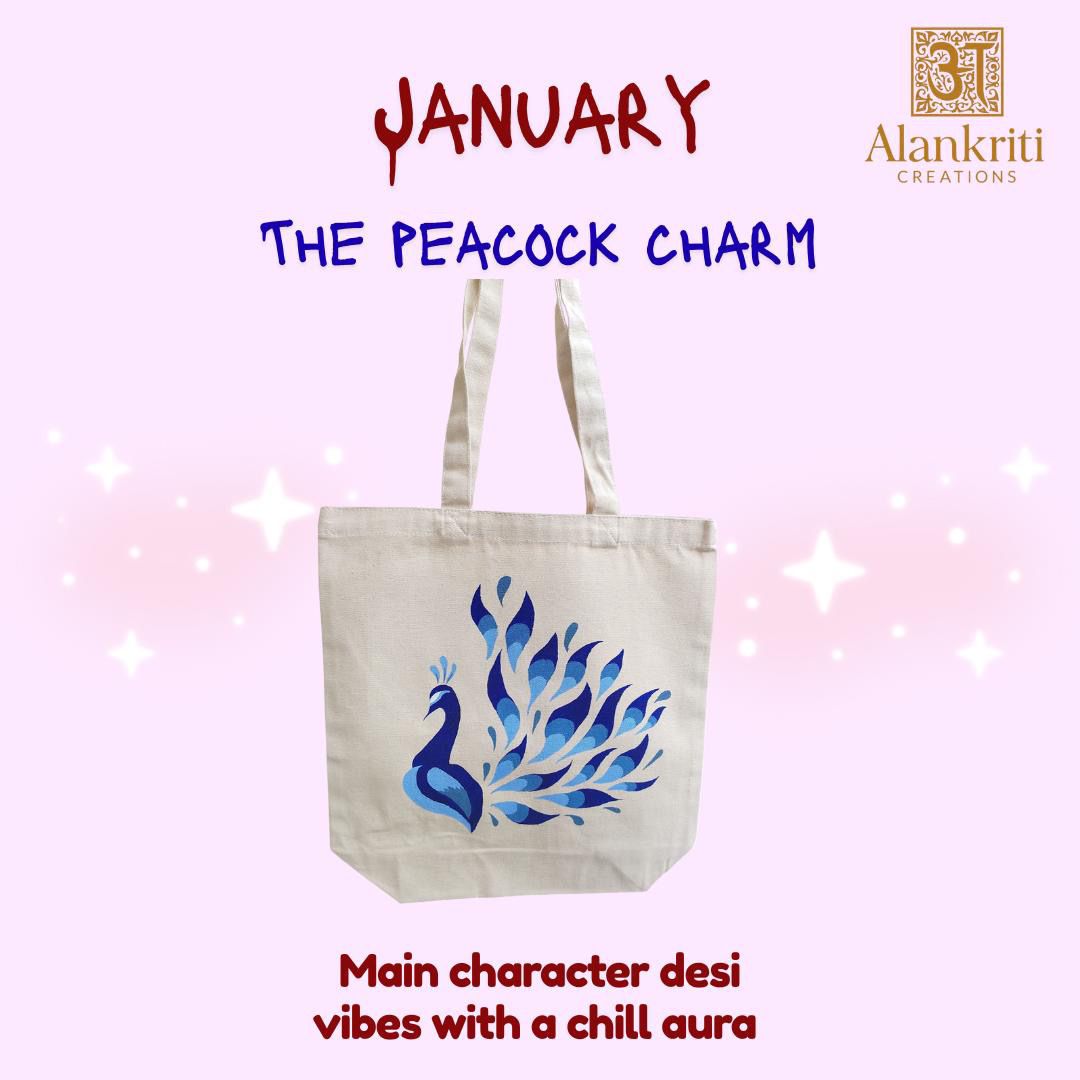 JANUARY
अ
Alankriti
CREATIONS
THE PEACOCK CHARM
Main character desi
vibes with a chill aura